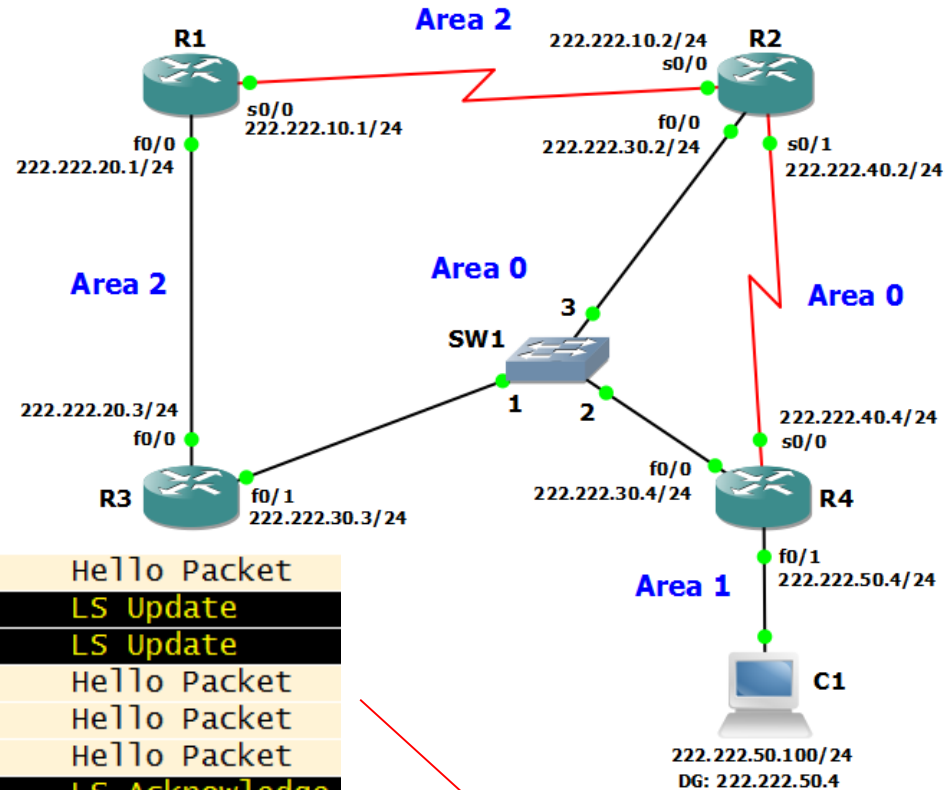 Area 2
R1
222.222.10.2/24
s0/0
R2
s0/0
222.222.10.1/24
f0/0
222.222.20.1/24
f0/0
222.222.30.2/24
s0/1
222.222.40.2/24
Area 2
Area 0
Area 0
3
SW1
1
2
222.222.20.3/24
f0/0
222.222.40.4/24
s0/0
R3
f0/1
222.222.30.3/24
f0/0
222.222.30.4/24
R4
f0/1
222.222.50.4/24
Area 1
C1
222.222.50.100/24
DG: 222.222.50.4
Hello Packet
LS Update
LS Update
Hello Packet
Hello Packet
Hello Packet
LS Acknowledge